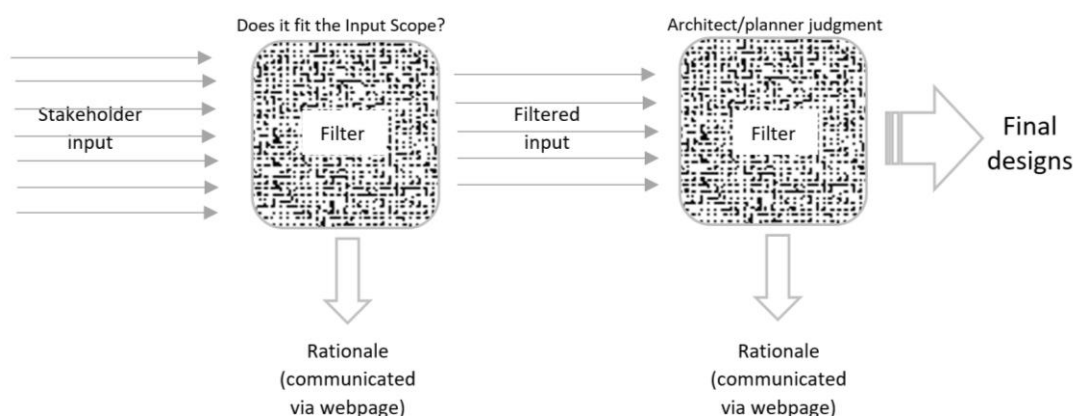 Does it fit the Input Scope?
Architect/planner judgment
Stakeholder
input
Filter
Filtered
input
Filter
Final
designs
Rationale
(communicated
via webpage)
Rationale
(communicated
via webpage)